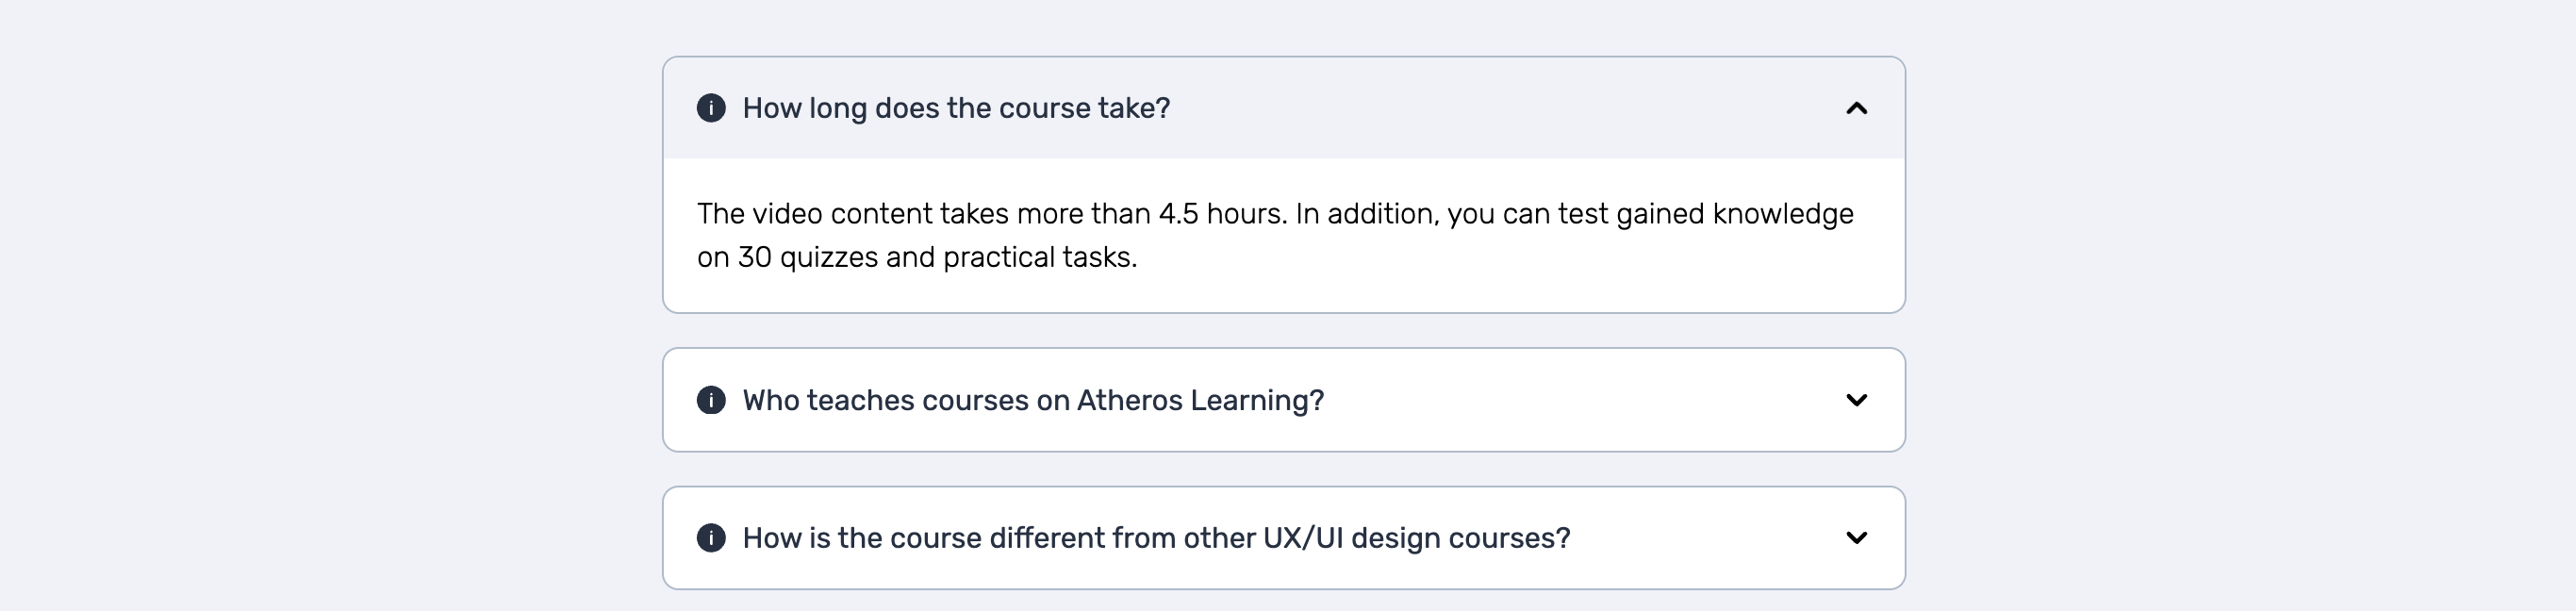 How long does the course take?
The video content takes more than 4.5 hours. In addition, you can test gained knowledge
on 30 quizzes and practical tasks.
Who teaches courses on Atheros Learning?
How is the course different from other UX/UI design courses?